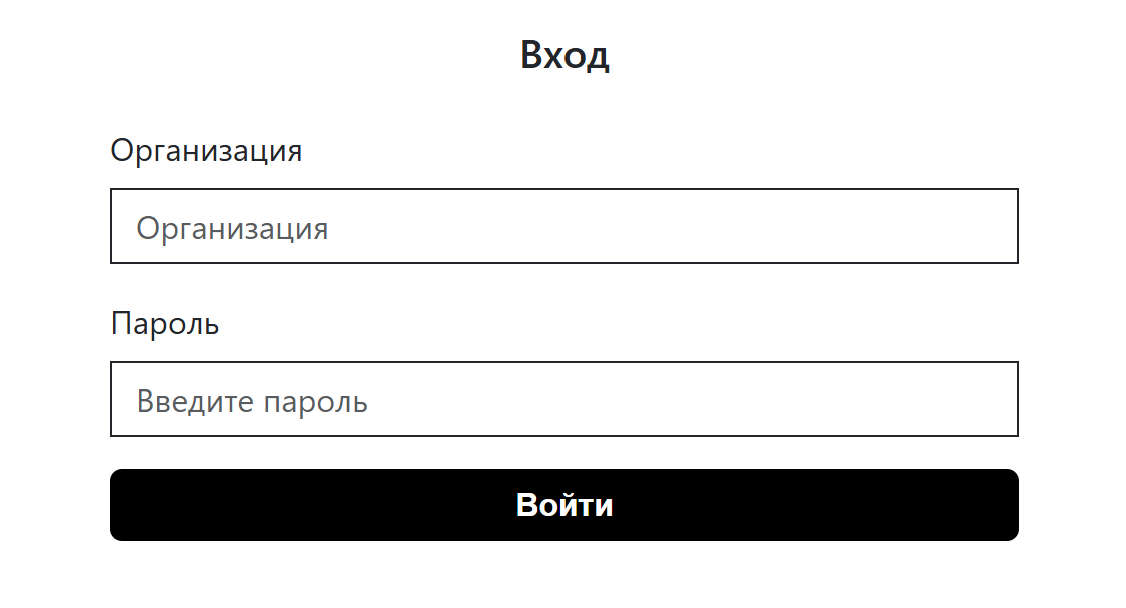 Вход
Организация
Организация
Пароль
Введите пароль
Войти